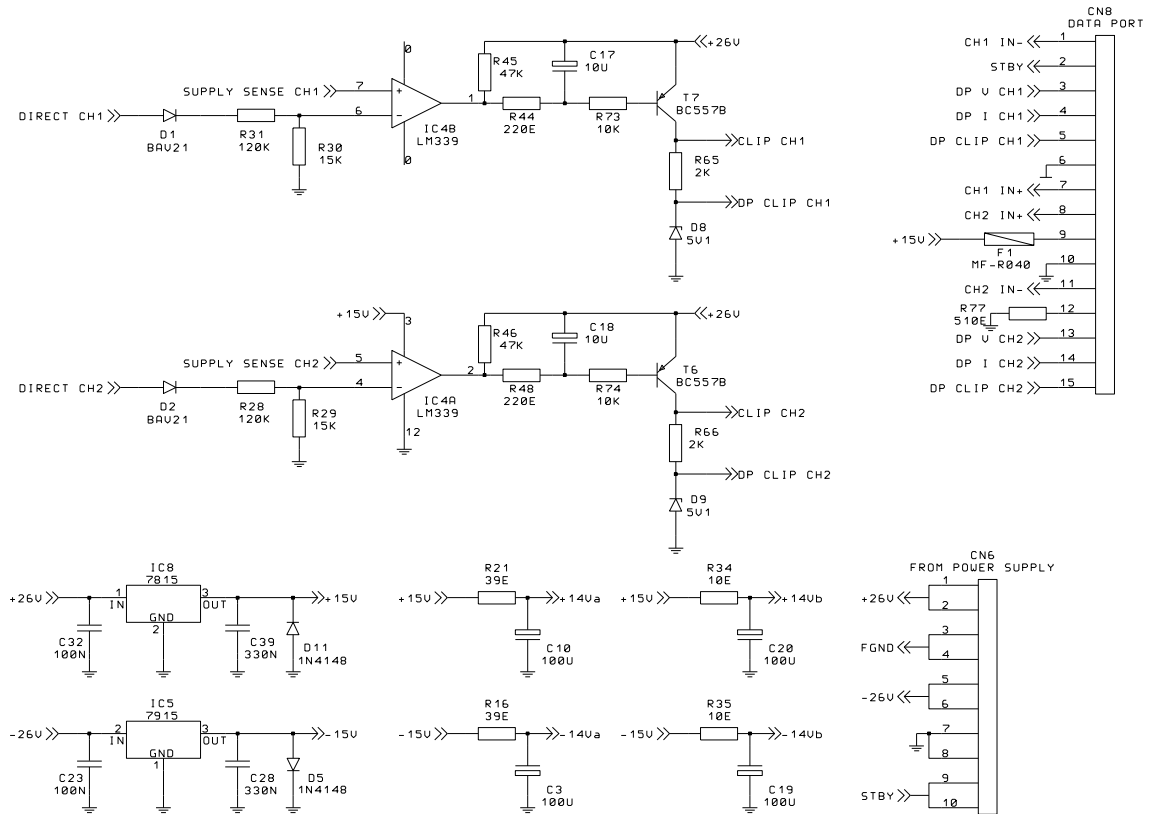 CN8
DATA PORT
CH1 IN- 1
STBY 2
DP V CH1 3
DP I CH1 4
DP CLIP CH1 5
6
CH1 IN+ 7
CH2 IN+ 8
+15V F1 MF-R040 9
10
CH2 IN- 11
R77 510E 12
DP V CH2 13
DP I CH2 14
DP CLIP CH2 15
0
+26V
R45
47K
C17
10U
SUPPLY SENSE CH1 7 +
DIRECT CH1
D1
BAV21
R31
120K
6 -
R30
15K
1
IC4B
LM339
0
R44
220E
R73
10K
T7
BC557B
CLIP CH1
R65
2K
DP CLIP CH1
D8
5V1
+15V
3
+26V
R46
47K
C18
10U
SUPPLY SENSE CH2 5 +
DIRECT CH2
D2
BAV21
R28
120K
4 -
R29
15K
2
IC4A
LM339
12
R48
220E
R74
10K
T6
BC557B
CLIP CH2
R66
2K
DP CLIP CH2
D9
5V1
IC8
7815
+26V 1 IN GND 2 3 OUT +15V
C32
100N
C39
330N
D11
1N4148
R21
39E
+15V +14Va
C10
100U
R34
10E
+15V +14Vb
C20
100U
IC5
7915
-26V 2 IN GND 1 3 OUT -15V
C23
100N
C28
330N
D5
1N4148
R16
39E
-15V -14Va
C3
100U
R35
10E
-15V -14Vb
C19
100U
CN6
FROM POWER SUPPLY
+26V 1
2
FGND 3
4
-26V 5
6
7
8
STBY 9
10